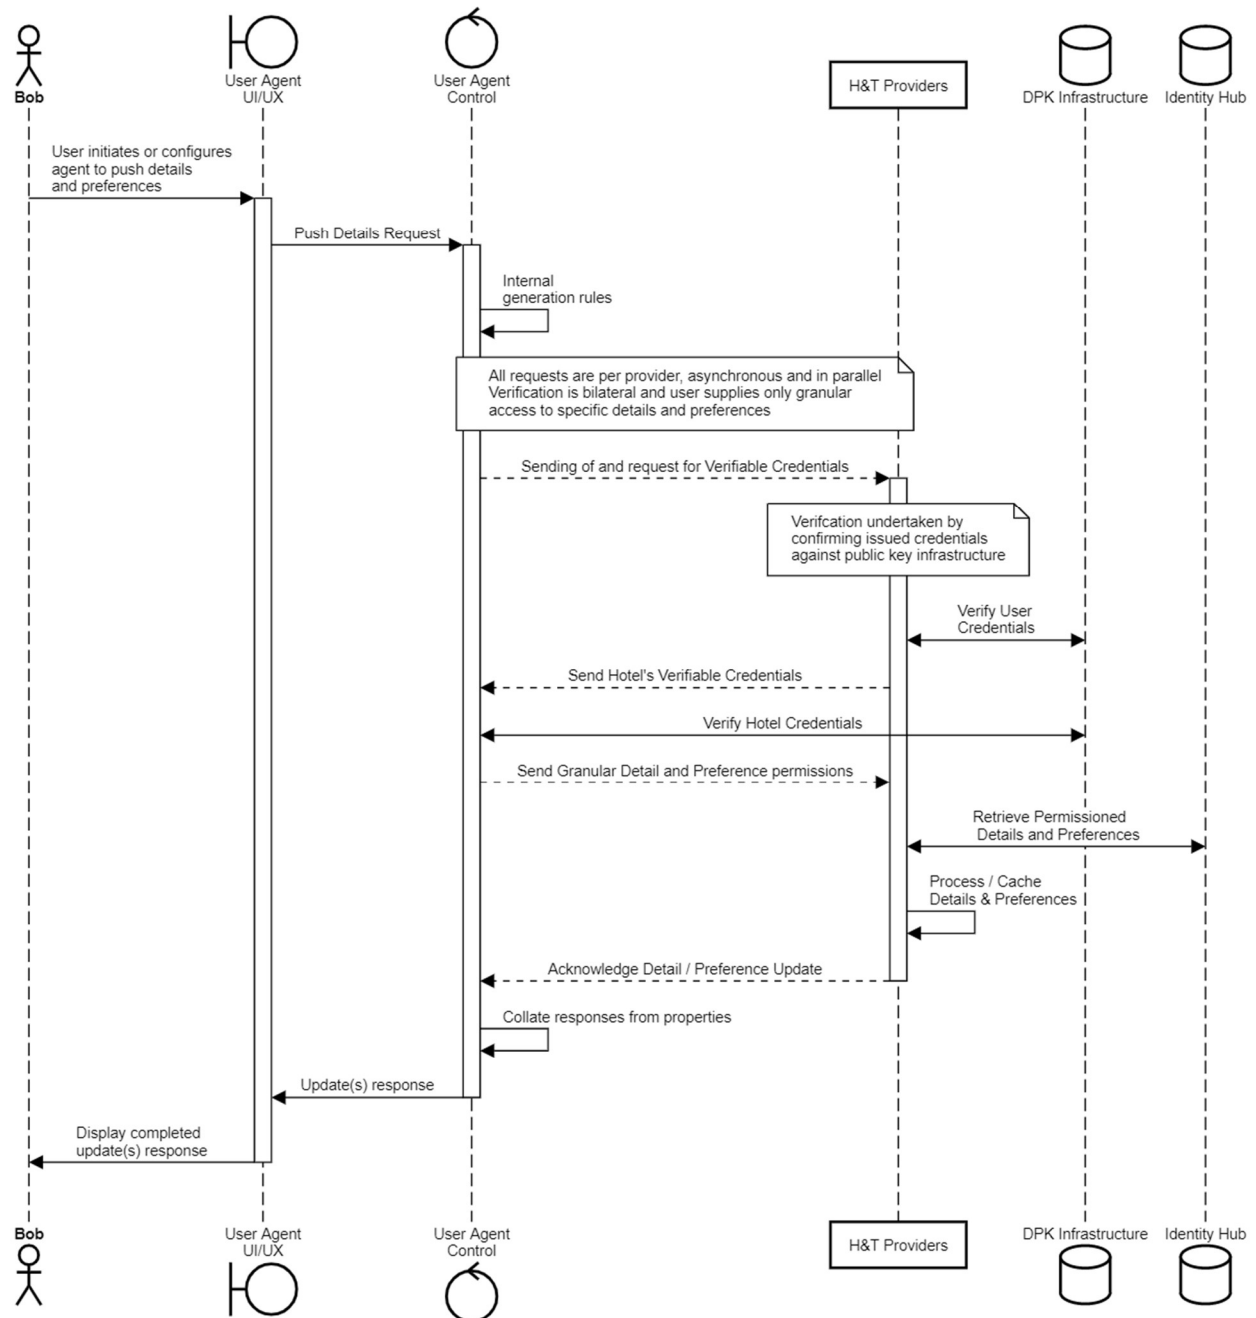 User Agent
UI/UX
User Agent
Control
H&T Providers
Bob
DPK Infrastructure
Identity Hub
User initiates or configures
agent to push details
and preferences
Push Details Request
Internal
generation rules
All requests are per provider, asynchronous and in parallel
Verification is bilateral and user supplies only granular
access to specific details and preferences
Sending of and request for Verifiable Credentials
Verifcation undertaken by
confirming issued credentials
against public key infrastructure
Verify User
Credentials
Send Hotel's Verifiable Credentials
Verify Hotel Credentials
Send Granular Detail and Preference permissions
Retrieve Permissioned
Details and Preferences
Process / Cache
Details & Preferences
Acknowledge Detail / Preference Update
Collate responses from properties
Update(s) response
Display completed
update(s) response
Bob
User Agent
UI/UX
User Agent
Control
H&T Providers
DPK Infrastructure
Identity Hub